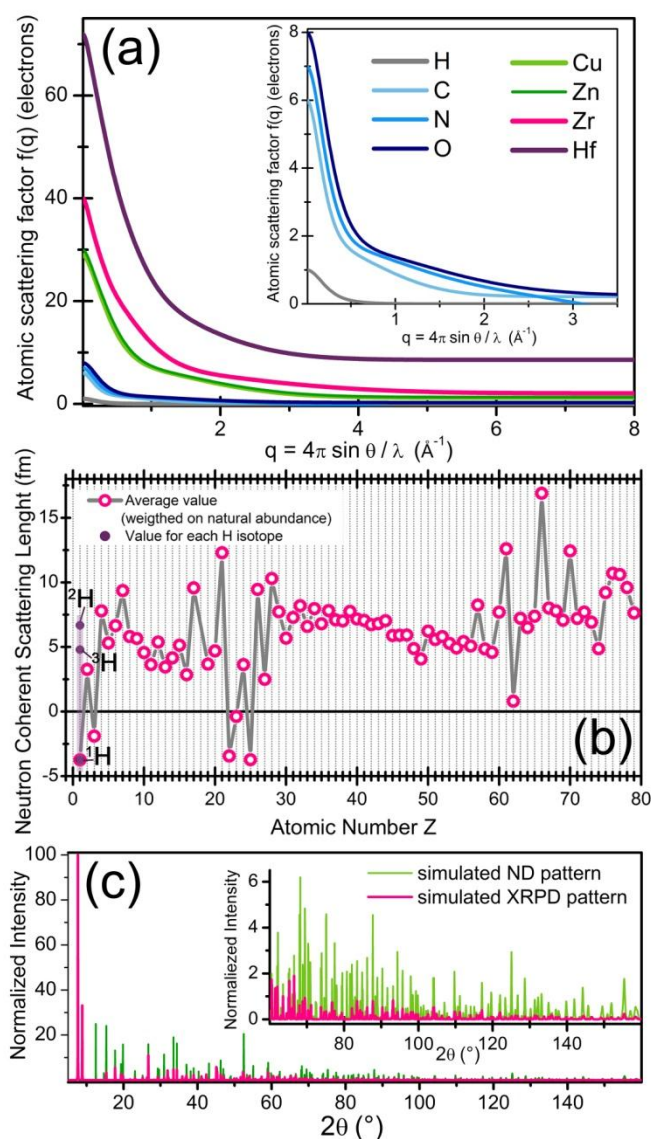 (a)
Atomic scattering factor f(q) (electrons)
60
40
20
0
0
2
4
6
8
q = 4π sin θ / λ (Å⁻¹)
Atomic scattering factor f(q) (electrons)
8
6
4
2
0
0
1
2
3
q = 4π sin θ / λ (Å⁻¹)
H
C
N
O
Cu
Zn
Zr
Hf
(b)
Neutron Coherent Scattering Lenght (fm)
15
10
5
0
-5
Average value
(weigthed on natural abundance)
Value for each H isotope
²H
³H
¹H
0
10
20
30
40
50
60
70
80
Atomic Number Z
(c)
Normalized Intensity
100
80
60
40
20
20
40
60
80
100
120
140
2θ (°)
simulated ND pattern
simulated XRPD pattern
Normaliezed Intensity
6
4
2
0
80
100
120
140
2θ (°)